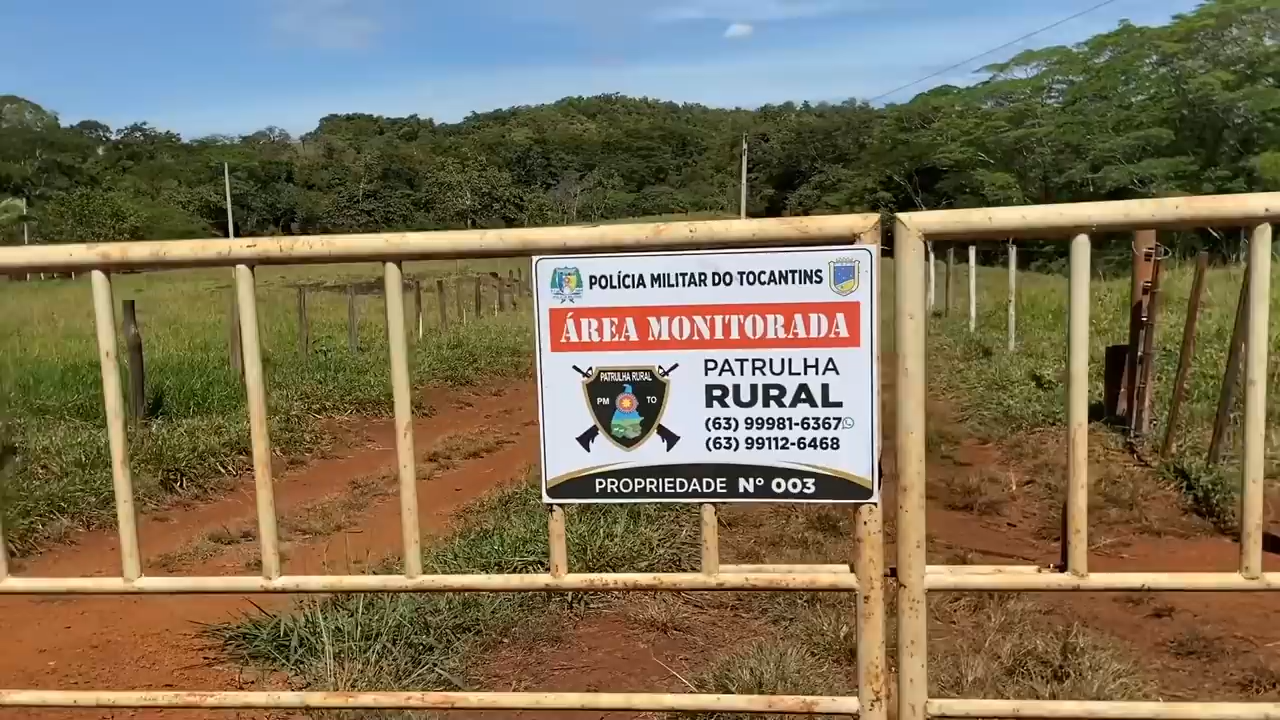 POLÍCIA MILITAR DO TOCANTINS
ÁREA MONITORADA
PATRULHA RURAL
PM TO
PATRULHA
RURAL
(63) 99981-6367
(63) 99112-6468
PROPRIEDADE Nº 003